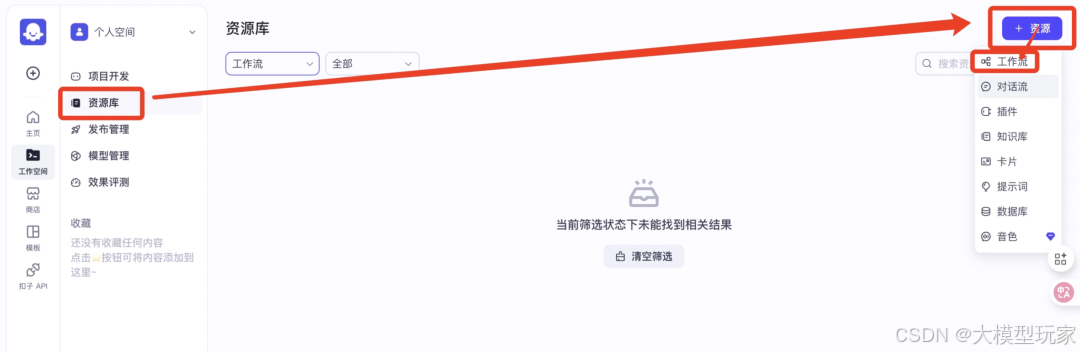 个人空间
项目开发
资源库
发布管理
模型管理
效果评测
收藏
还没有收藏任何内容
点击⭐按钮可将内容添加到
这里~
主页
工作空间
商店
模板
扣子 API
资源库
工作流
全部
搜索资
+ 资源
工作流
对话流
插件
知识库
卡片
提示词
数据库
音色
当前筛选状态下未能找到相关结果
清空筛选
CSDN @大模型玩家